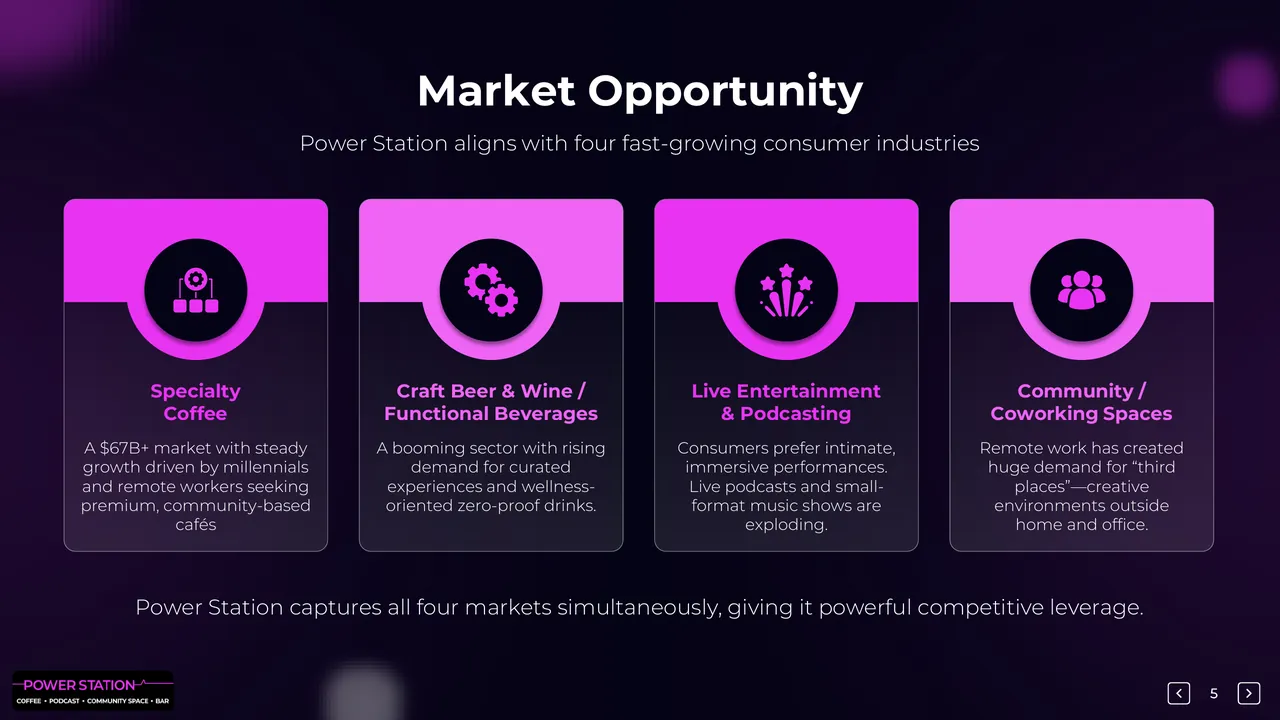 Market Opportunity
Power Station aligns with four fast-growing consumer industries
Specialty
Coffee
A $67B+ market with steady
growth driven by millennials
and remote workers seeking
premium, community-based
cafés
Craft Beer & Wine /
Functional Beverages
A booming sector with rising
demand for curated
experiences and wellness-
oriented zero-proof drinks.
Live Entertainment
& Podcasting
Consumers prefer intimate,
immersive performances.
Live podcasts and small-
format music shows are
exploding.
Community /
Coworking Spaces
Remote work has created
huge demand for “third
places”—creative
environments outside
home and office.
Power Station captures all four markets simultaneously, giving it powerful competitive leverage.
POWER STATION
COFFEE • PODCAST • COMMUNITY SPACE • BAR
5